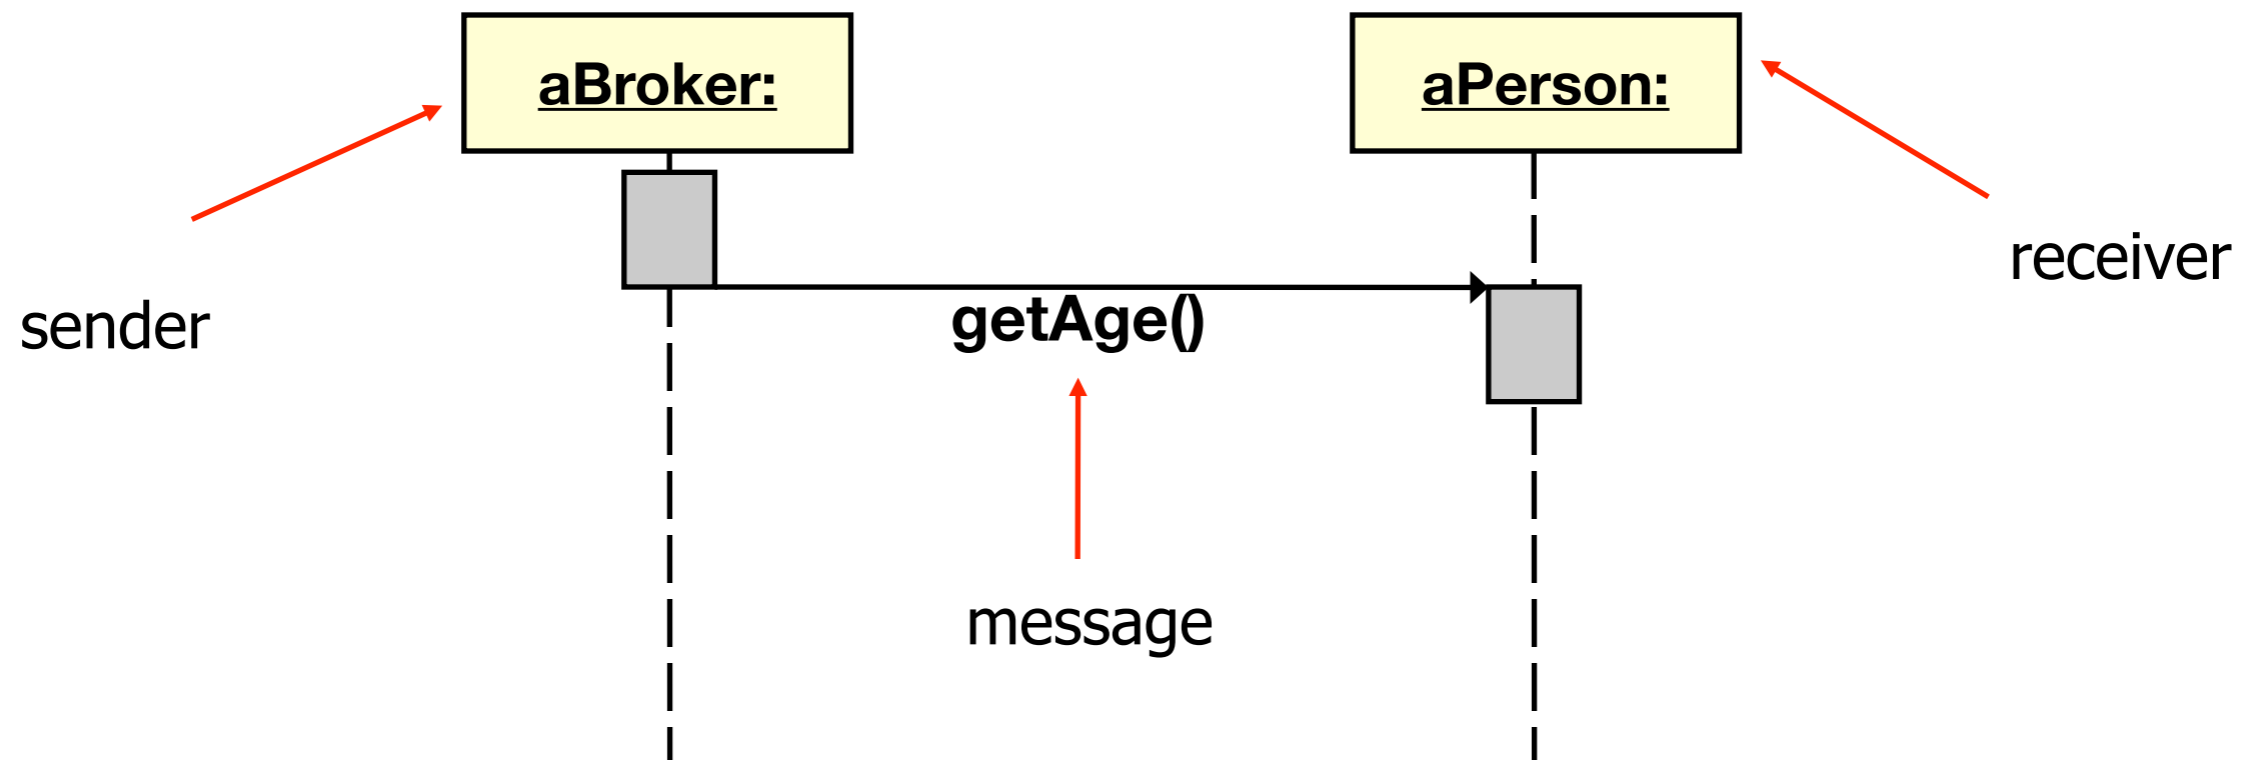 aBroker:
aPerson:
sender
receiver
getAge()
message